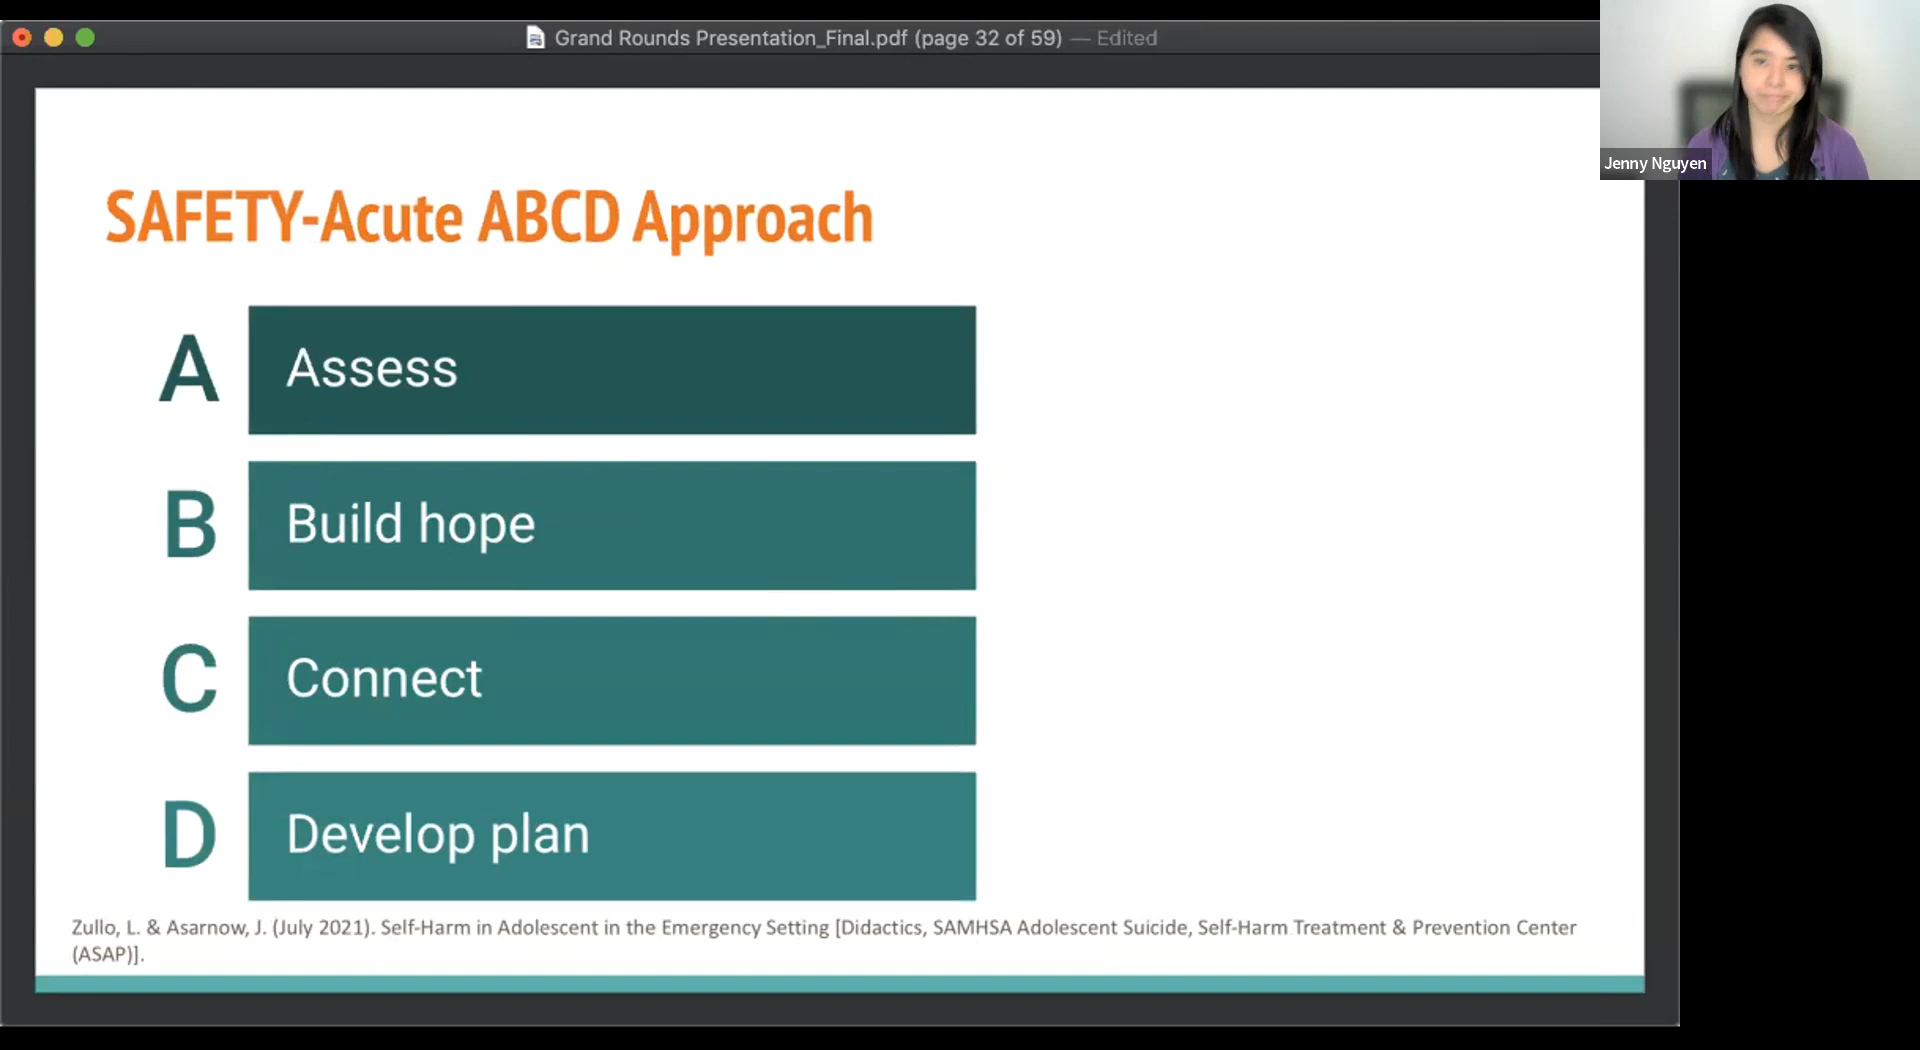 Grand Rounds Presentation_Final.pdf (page 32 of 59) — Edited
Jenny Nguyen
SAFETY-Acute ABCD Approach
A Assess
B Build hope
C Connect
D Develop plan
Zullo, L. & Asarnow, J. (July 2021). Self-Harm in Adolescent in the Emergency Setting [Didactics, SAMHSA Adolescent Suicide, Self-Harm Treatment & Prevention Center
(ASAP)].